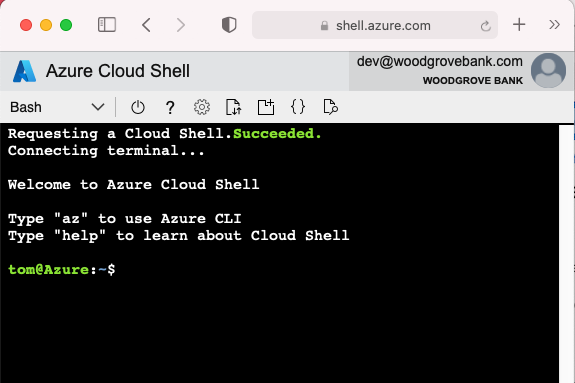 shell.azure.com
Azure Cloud Shell
dev@woodgrovebank.com
WOODGROVE BANK
Bash
?
{}
Requesting a Cloud Shell.Succeeded.
Connecting terminal...
Welcome to Azure Cloud Shell
Type "az" to use Azure CLI
Type "help" to learn about Cloud Shell
tom@Azure:~$